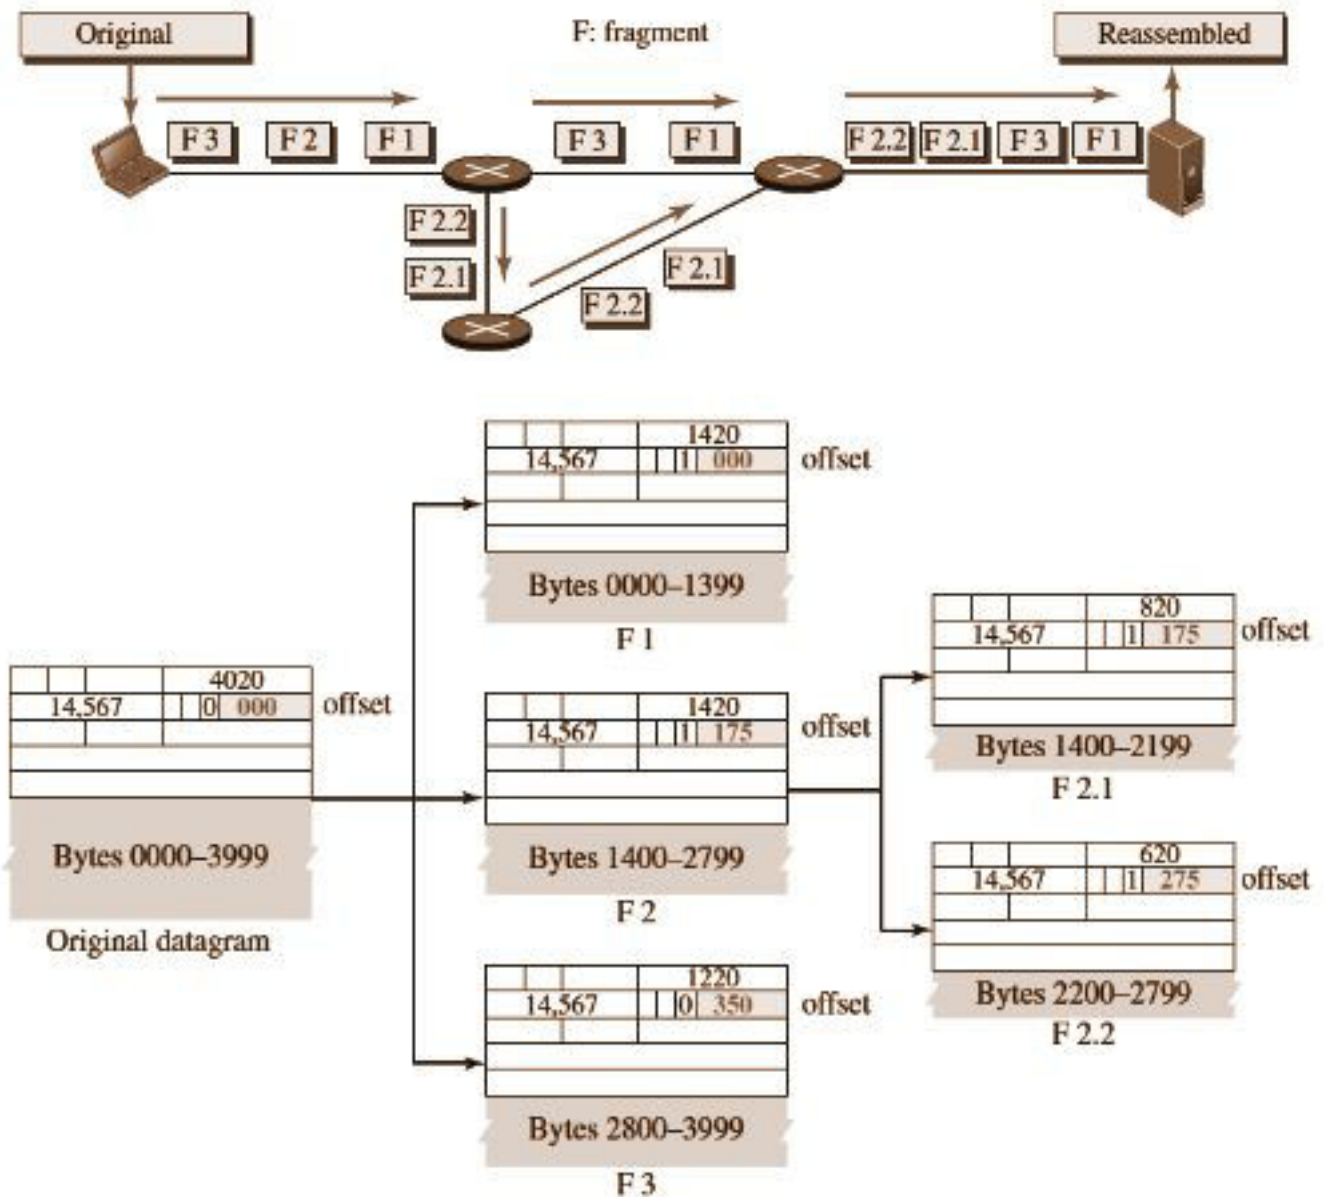 Original
F: fragment
Reassembled
F 3
F 2
F 1
F 3
F 1
F 2.2
F 2.1
F 3
F 1
F 2.2
F 2.1
F 2.1
F 2.2
1420
14,567 1 000 offset
Bytes 0000–1399
F 1
4020
14,567 0 000 offset
Bytes 0000–3999
Original datagram
1420
14,567 1 175 offset
Bytes 1400–2799
F 2
1220
14,567 0 350 offset
Bytes 2800–3999
F 3
820
14,567 1 175 offset
Bytes 1400–2199
F 2.1
620
14,567 1 275 offset
Bytes 2200–2799
F 2.2